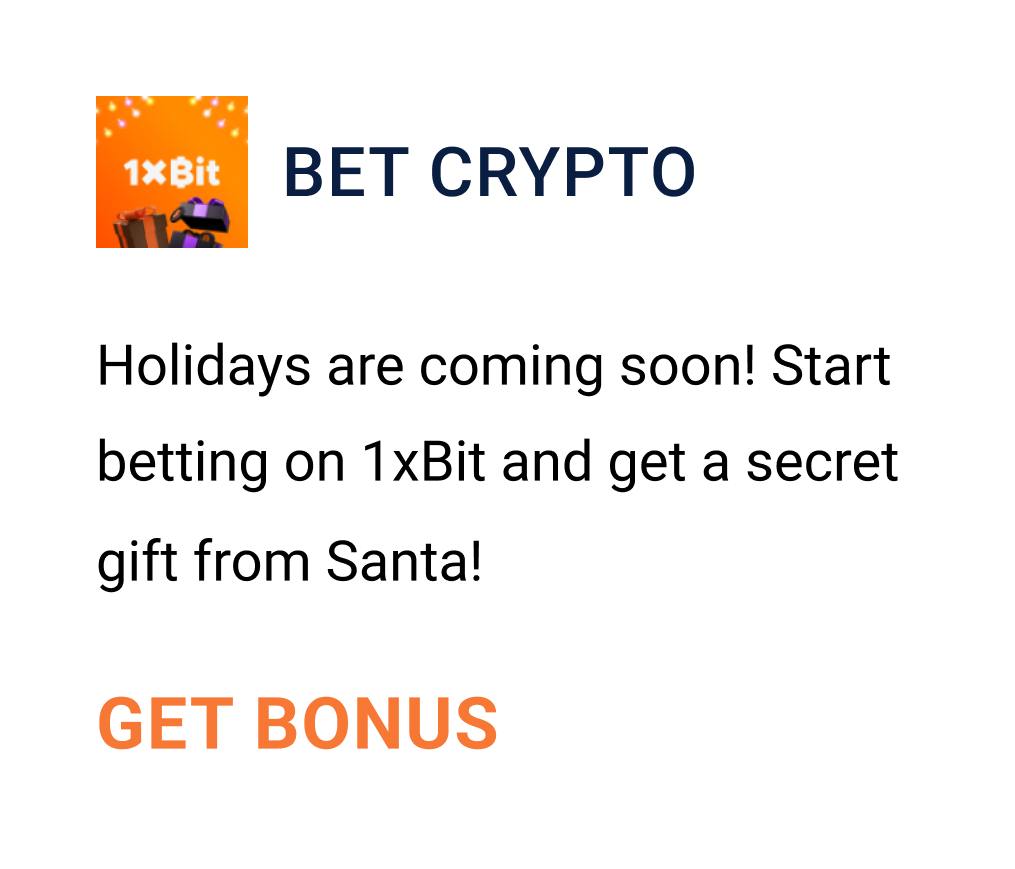 1xBit
BET CRYPTO
Holidays are coming soon! Start
betting on 1xBit and get a secret
gift from Santa!
GET BONUS